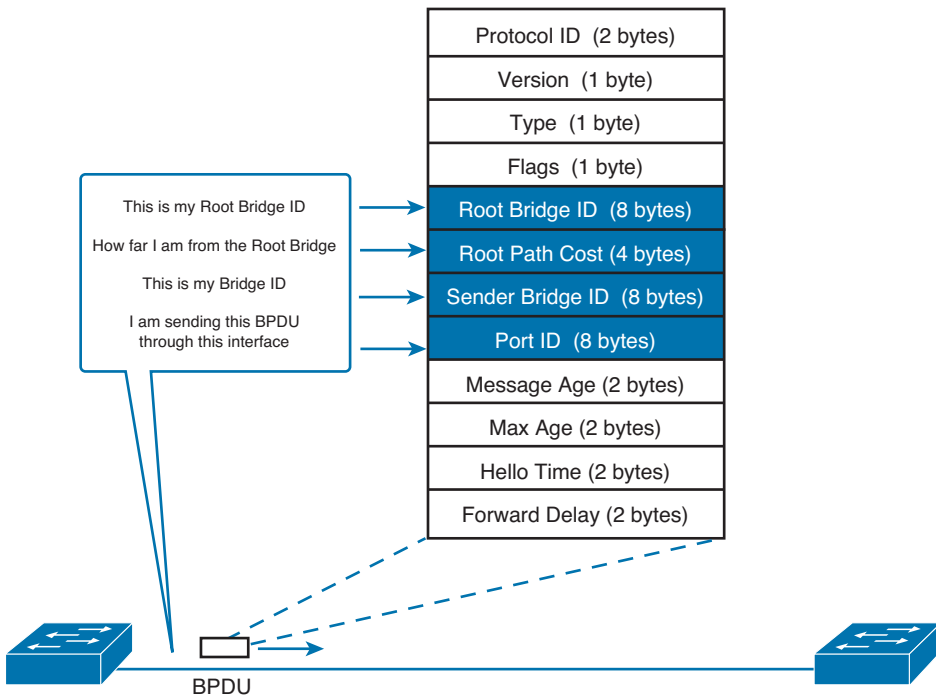 Protocol ID (2 bytes)
Version (1 byte)
Type (1 byte)
Flags (1 byte)
Root Bridge ID (8 bytes)
Root Path Cost (4 bytes)
Sender Bridge ID (8 bytes)
Port ID (8 bytes)
Message Age (2 bytes)
Max Age (2 bytes)
Hello Time (2 bytes)
Forward Delay (2 bytes)
This is my Root Bridge ID
How far I am from the Root Bridge
This is my Bridge ID
I am sending this BPDU
through this interface
BPDU